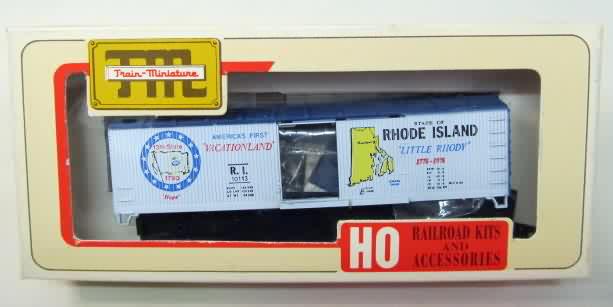 TM
Train-Miniature
13th State
1790
"Hope"
AMERICA'S FIRST
"VACATIONLAND"
R. I.
10113
STATE OF
RHODE ISLAND
"LITTLE RHODY"
1776-1976
HO
RAILROAD KITS
AND
ACCESSORIES